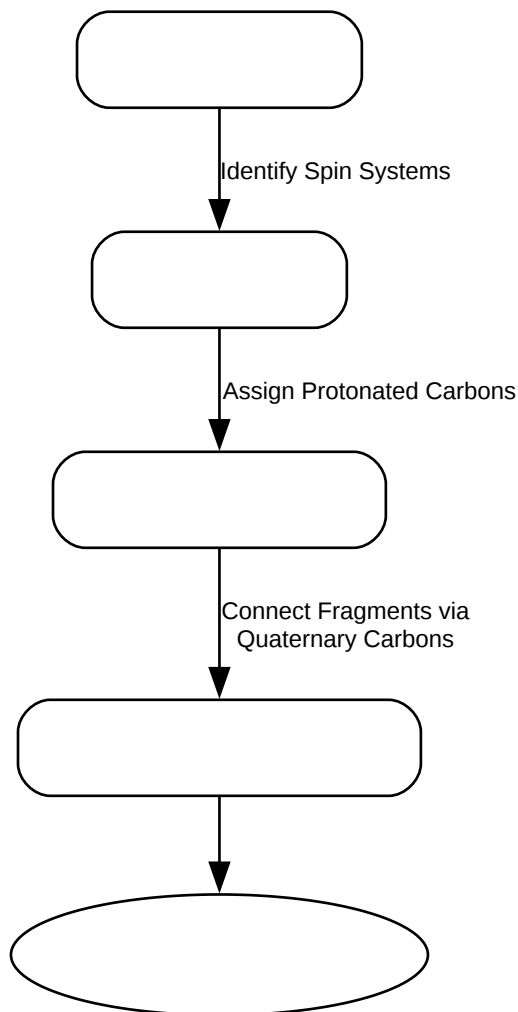 Identify Spin Systems
Assign Protonated Carbons
Connect Fragments via
Quaternary Carbons